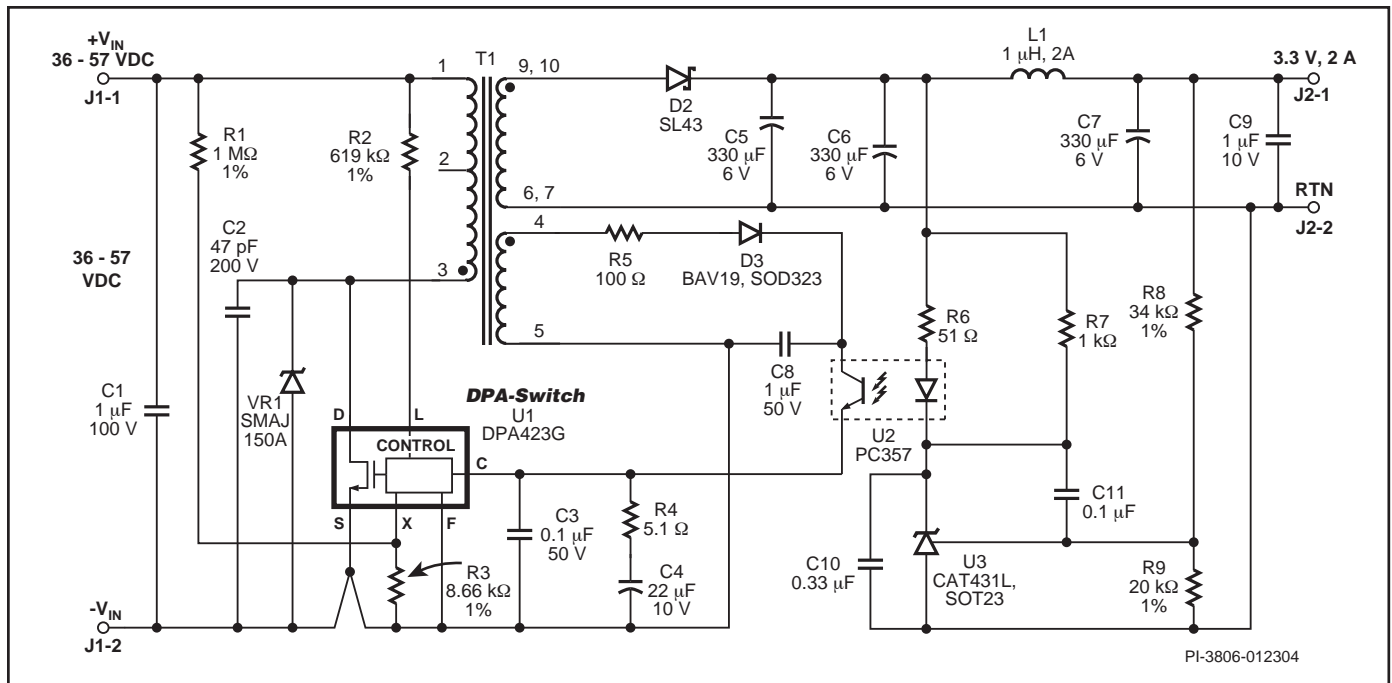 +VIN
36 - 57 VDC
J1-1
R1
1 MΩ
1%
R2
619 kΩ
1%
T1
1
2
3
9, 10
6, 7
4
5
D2
SL43
C5
330 µF
6 V
C6
330 µF
6 V
L1
1 µH, 2A
C7
330 µF
6 V
C9
1 µF
10 V
3.3 V, 2 A
J2-1
RTN
J2-2
C2
47 pF
200 V
36 - 57
VDC
R5
100 Ω
D3
BAV19, SOD323
R6
51 Ω
R7
1 kΩ
R8
34 kΩ
1%
C1
1 µF
100 V
VR1
SMAJ
150A
DPA-Switch
U1
DPA423G
D
L
CONTROL
C
S
X
F
C8
1 µF
50 V
U2
PC357
R3
8.66 kΩ
1%
C3
0.1 µF
50 V
R4
5.1 Ω
C4
22 µF
10 V
C10
0.33 µF
C11
0.1 µF
U3
CAT431L,
SOT23
R9
20 kΩ
1%
-VIN
J1-2
PI-3806-012304